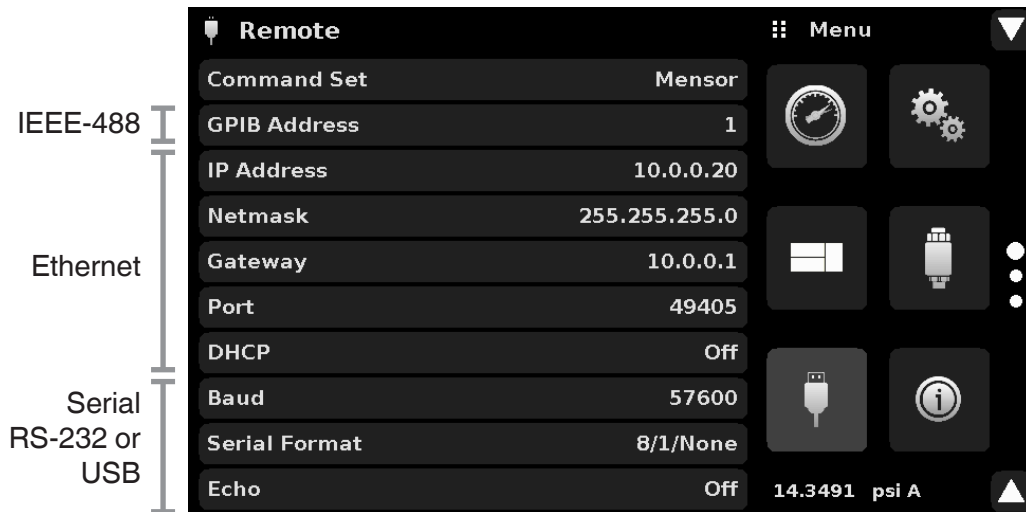 Remote
Menu
Command Set Mensor
IEEE-488
GPIB Address 1
IP Address 10.0.0.20
Netmask 255.255.255.0
Ethernet
Gateway 10.0.0.1
Port 49405
DHCP Off
Serial
RS-232 or
USB
Baud 57600
Serial Format 8/1/None
Echo Off
14.3491 psi A